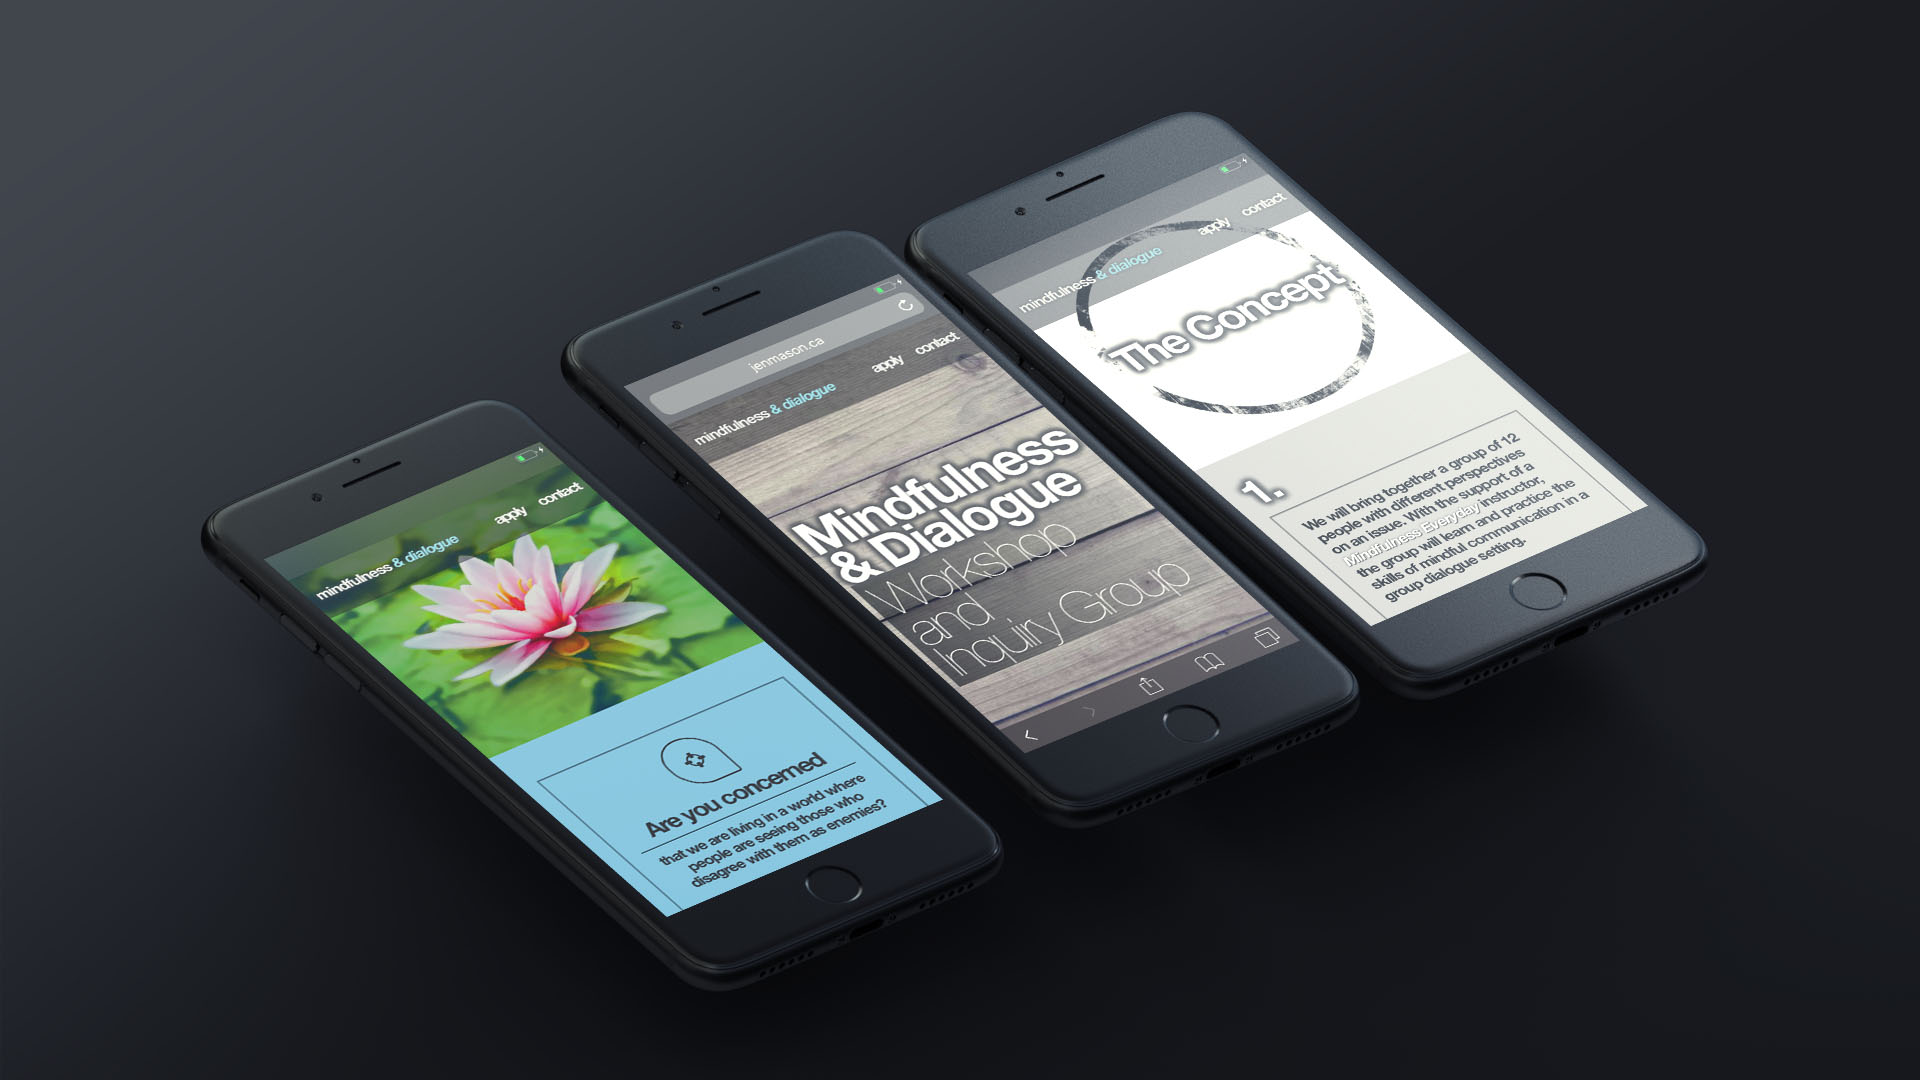 mindfulness & dialogue
apply
contact
Are you concerned
that we are living in a world where
people are seeing those who
disagree with them as enemies?
jenmason.ca
mindfulness & dialogue
apply
contact
Mindfulness
& Dialogue
Workshop
and
Inquiry Group
mindfulness & dialogue
apply
contact
The Concept
1.
We will bring together a group of 12
people with different perspectives
on an issue. With the support of a
Mindfulness Everyday instructor,
the group will learn and practice the
skills of mindful communication in a
group dialogue setting.